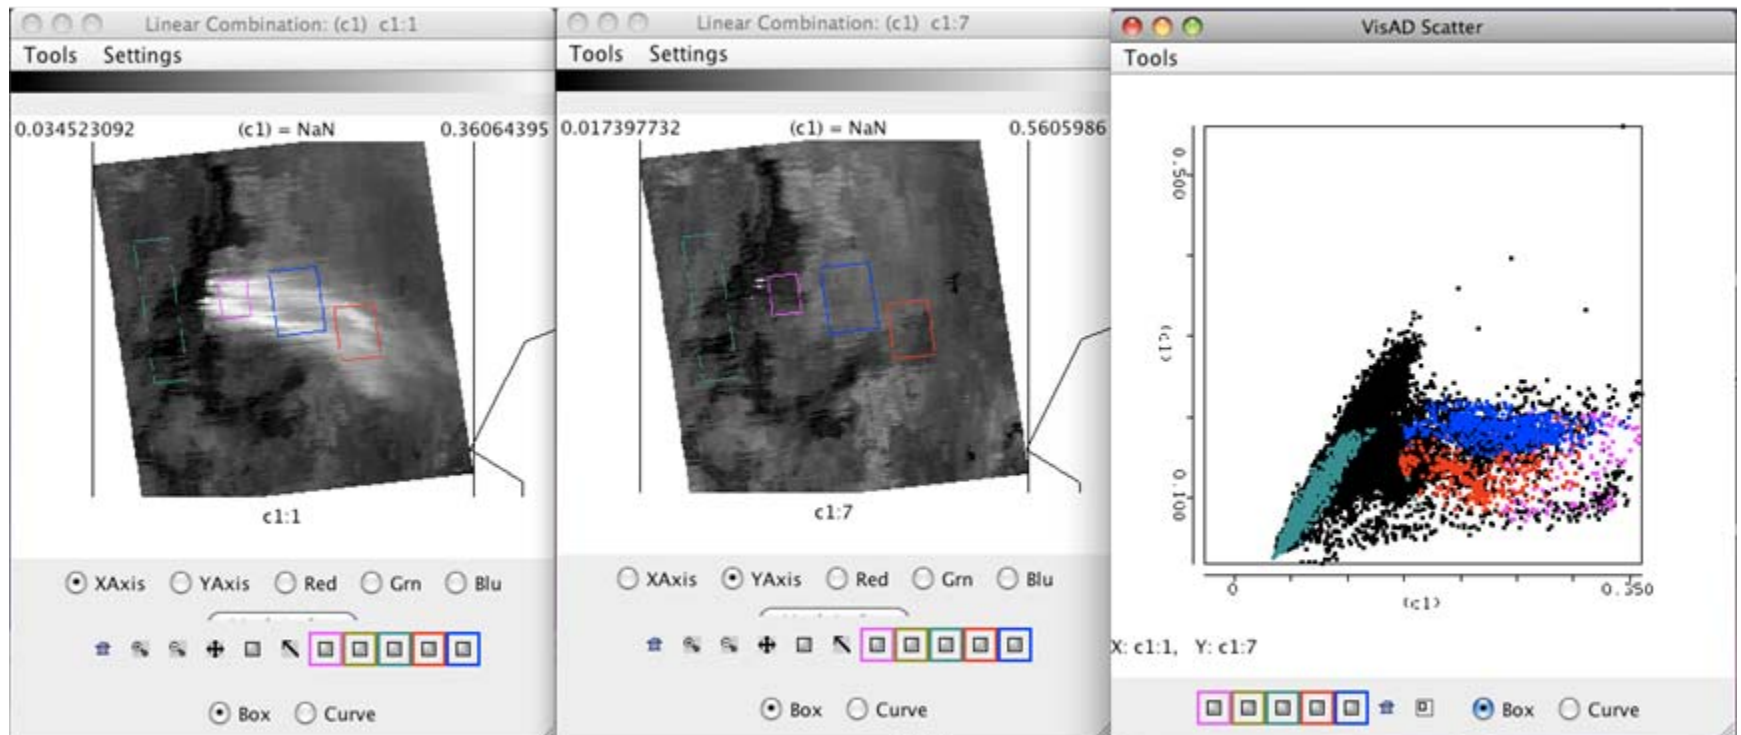 Linear Combination: (c1) c1:1
Tools Settings
0.034523092 (c1) = NaN 0.36064395
c1:1
XAxis YAxis Red Grn Blu
Box Curve
Linear Combination: (c1) c1:7
Tools Settings
0.017397732 (c1) = NaN 0.5605986
c1:7
XAxis YAxis Red Grn Blu
Box Curve
VisAD Scatter
Tools
0.500
(c1)
0.100
0 0.350
(c1)
X: c1:1, Y: c1:7
Box Curve